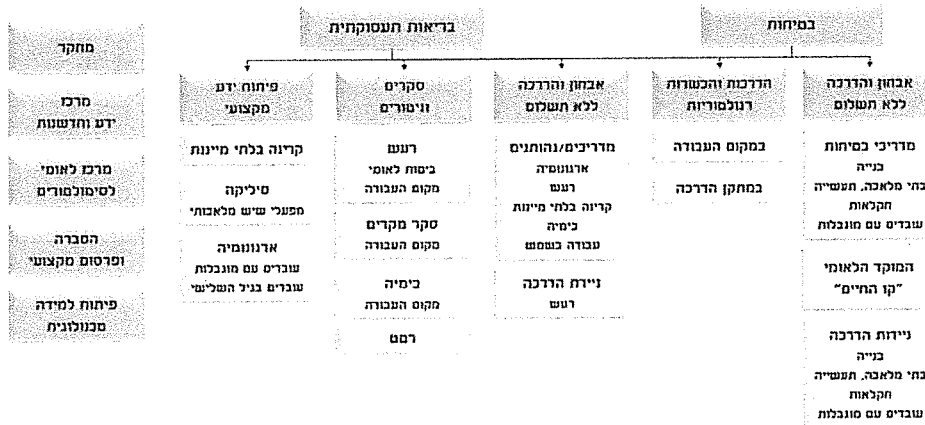 בטיחות
בריאות תעסוקתית
אבחון והדרכה
ללא תשלום
מדריכי בטיחות
בנייה
בתי מלאכה, תעשייה
חקלאות
עובדים עם מוגבלות
המוקד הלאומי
"קו החיים"
ניידות הדרכה
בנייה
בתי מלאכה, תעשייה
חקלאות
עובדים עם מוגבלות
הדרכות והכשרות
רגולטוריות
במקום העבודה
במתקן הדרכה
אבחון והדרכה
ללא תשלום
מדריכים/גהותנים
ארגונומיה
רעש
קרינה בלתי מייננת
כימיה
עבודה בשמש
ניידת הדרכה
רעש
סקרים
וניטורים
רעש
ביטוח לאומי
מקום העבודה
סקר מקרים
מקום העבודה
כימיה
מקום העבודה
רמט
פיתוח ידע
מקצועי
קרינה בלתי מייננת
סיליקה
מפעלי שיש מלאכותי
ארגונומיה
עובדים עם מוגבלות
עובדים בגיל השלישי
מחקר
מרכז
ידע וחדשנות
מרכז לאומי
לסימולטורים
הסברה
ופרסום מקצועי
פיתוח למידה
טכנולוגית